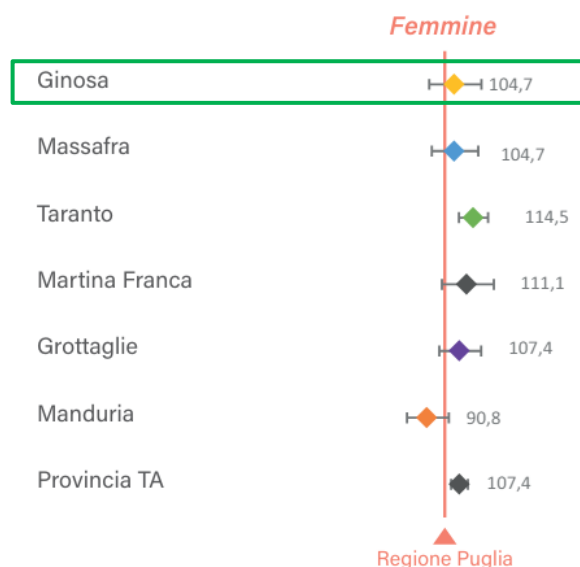 Femmine
Ginosa 104,7
Massafra 104,7
Taranto 114,5
Martina Franca 111,1
Grottaglie 107,4
Manduria 90,8
Provincia TA 107,4
Regione Puglia